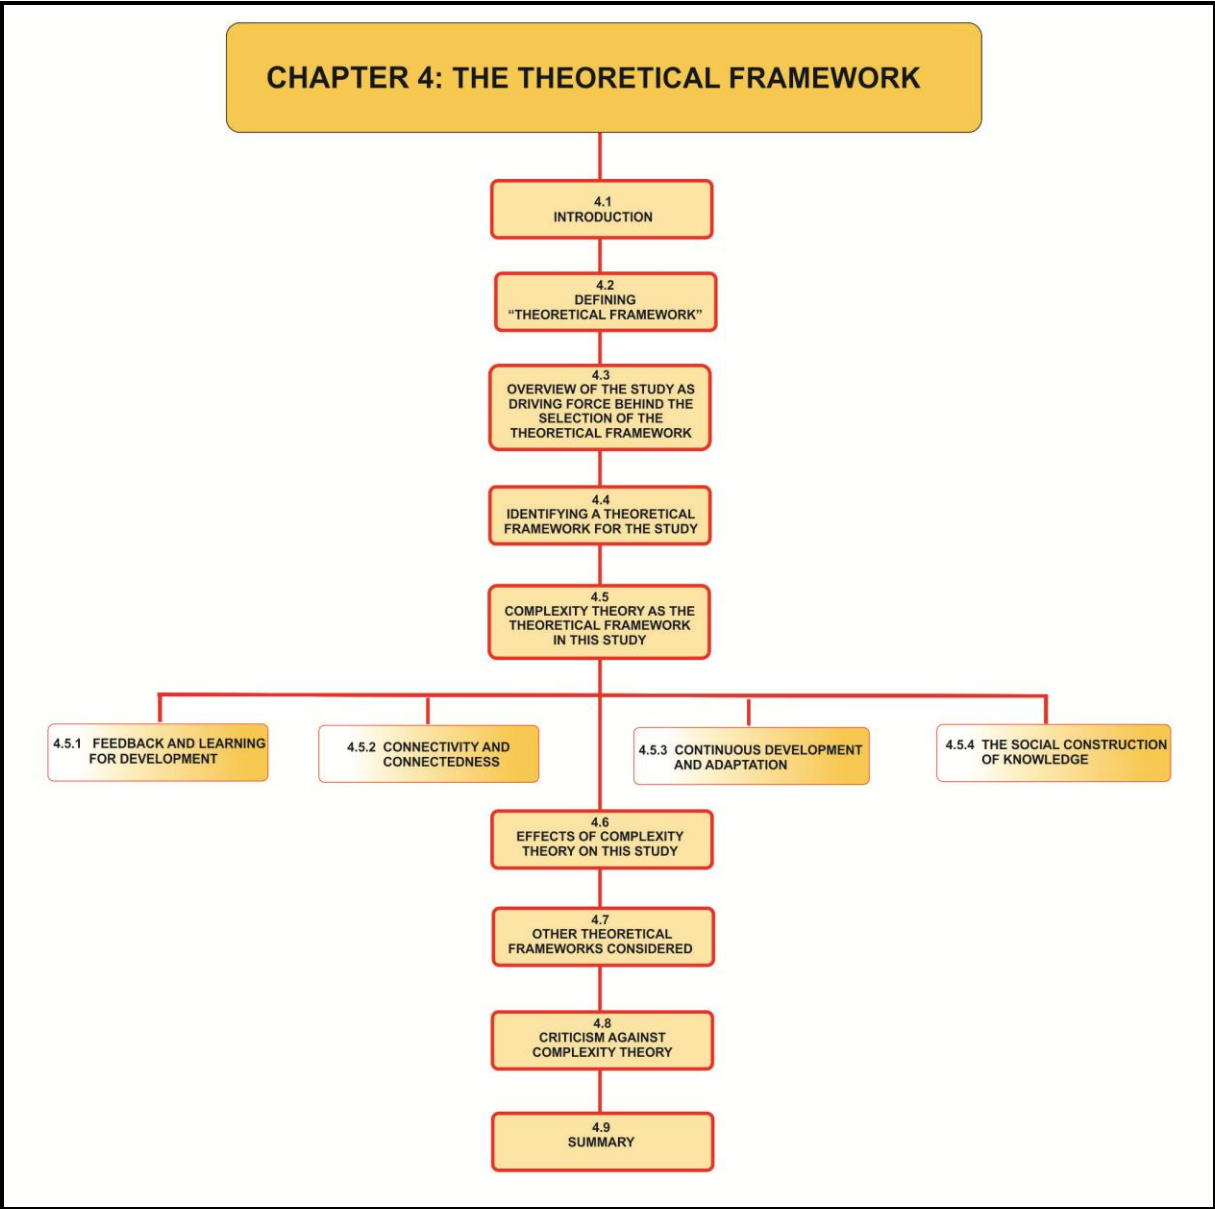 CHAPTER 4: THE THEORETICAL FRAMEWORK
4.1
INTRODUCTION
4.2
DEFINING
“THEORETICAL FRAMEWORK”
4.3
OVERVIEW OF THE STUDY AS
DRIVING FORCE BEHIND THE
SELECTION OF THE
THEORETICAL FRAMEWORK
4.4
IDENTIFYING A THEORETICAL
FRAMEWORK FOR THE STUDY
4.5
COMPLEXITY THEORY AS THE
THEORETICAL FRAMEWORK
IN THIS STUDY
4.5.1 FEEDBACK AND LEARNING
FOR DEVELOPMENT
4.5.2 CONNECTIVITY AND
CONNECTEDNESS
4.5.3 CONTINUOUS DEVELOPMENT
AND ADAPTATION
4.5.4 THE SOCIAL CONSTRUCTION
OF KNOWLEDGE
4.6
EFFECTS OF COMPLEXITY
THEORY ON THIS STUDY
4.7
OTHER THEORETICAL
FRAMEWORKS CONSIDERED
4.8
CRITICISM AGAINST
COMPLEXITY THEORY
4.9
SUMMARY